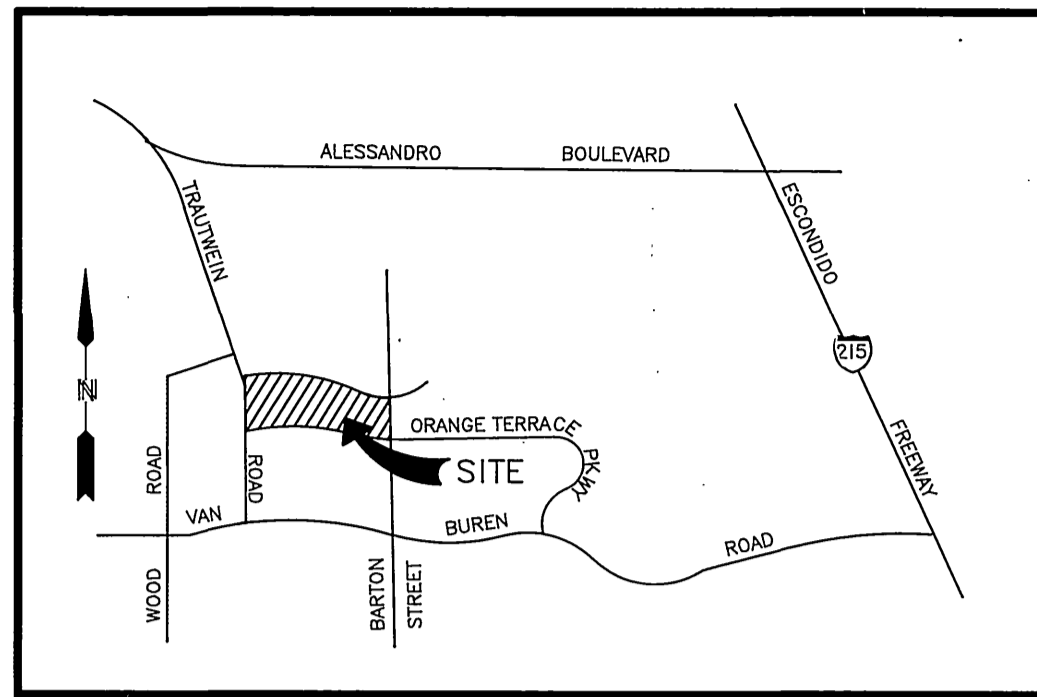 ALESSANDRO BOULEVARD
TRAUTWEIN
ESCONDIDO
215
N
ORANGE TERRACE
PKWY
ROAD
ROAD
SITE
FREEWAY
VAN
BUREN
ROAD
WOOD
BARTON
STREET